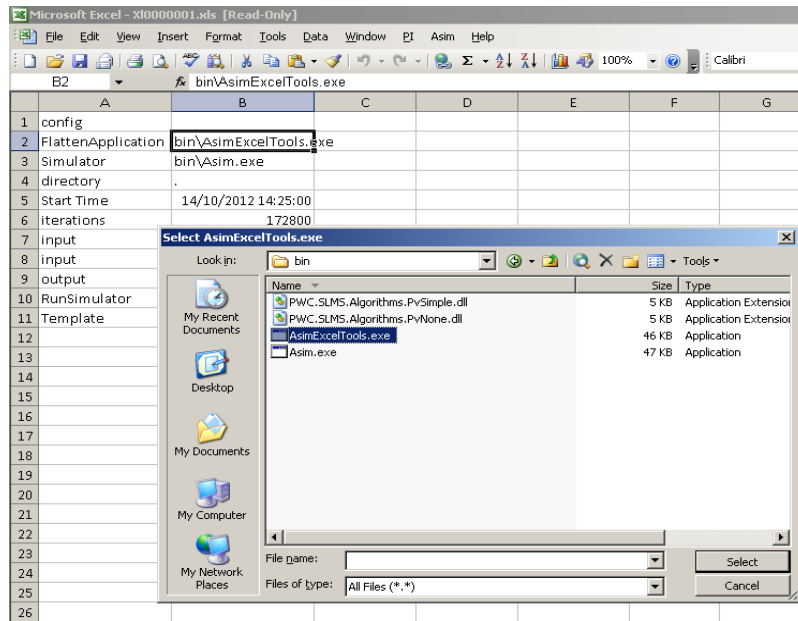 Microsoft Excel - Xl0000001.xls [Read-Only]
File Edit View Insert Format Tools Data Window PI Asim Help
100% Calibri
B2 fx bin\AsimExcelTools.exe
A B C D E F G
1 config
2 FlattenApplication bin\AsimExcelTools.exe
3 Simulator bin\Asim.exe
4 directory .
5 Start Time 14/10/2012 14:25:00
6 iterations 172800
7 input
8 input
9 output
10 RunSimulator
11 Template
12
13
14
15
16
17
18
19
20
21
22
23
24
25
26
Select AsimExcelTools.exe
Look in: bin Tools
Name Size Type
PWC.SLMS.Algorithms.PvSimple.dll 5 KB Application Extension
PWC.SLMS.Algorithms.PvNone.dll 5 KB Application Extension
AsimExcelTools.exe 46 KB Application
Asim.exe 47 KB Application
My Recent
Documents
Desktop
My Documents
My Computer
My Network
Places
File name: Select
Files of type: All Files (*.*) Cancel